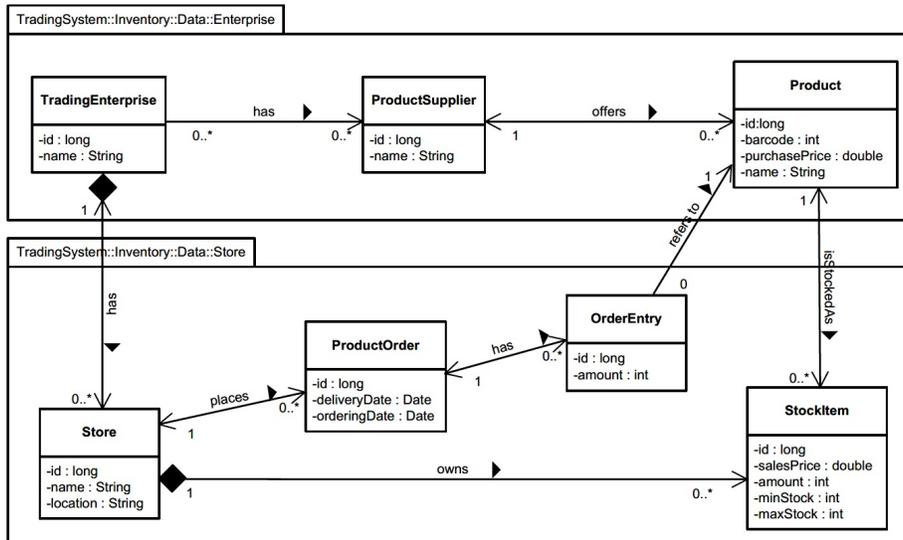 TradingSystem::Inventory::Data::Enterprise
TradingEnterprise
-id : long
-name : String
has
0..*
0..*
ProductSupplier
-id : long
-name : String
offers
1
0..*
Product
-id:long
-barcode : int
-purchasePrice : double
-name : String
1
1
refers to
1
TradingSystem::Inventory::Data::Store
has
isStockedAs
0
OrderEntry
-id : long
-amount : int
ProductOrder
-id : long
-deliveryDate : Date
-orderingDate : Date
has
0..*
1
places
0..*
1
0..*
0..*
Store
-id : long
-name : String
-location : String
owns
1
0..*
StockItem
-id : long
-salesPrice : double
-amount : int
-minStock : int
-maxStock : int